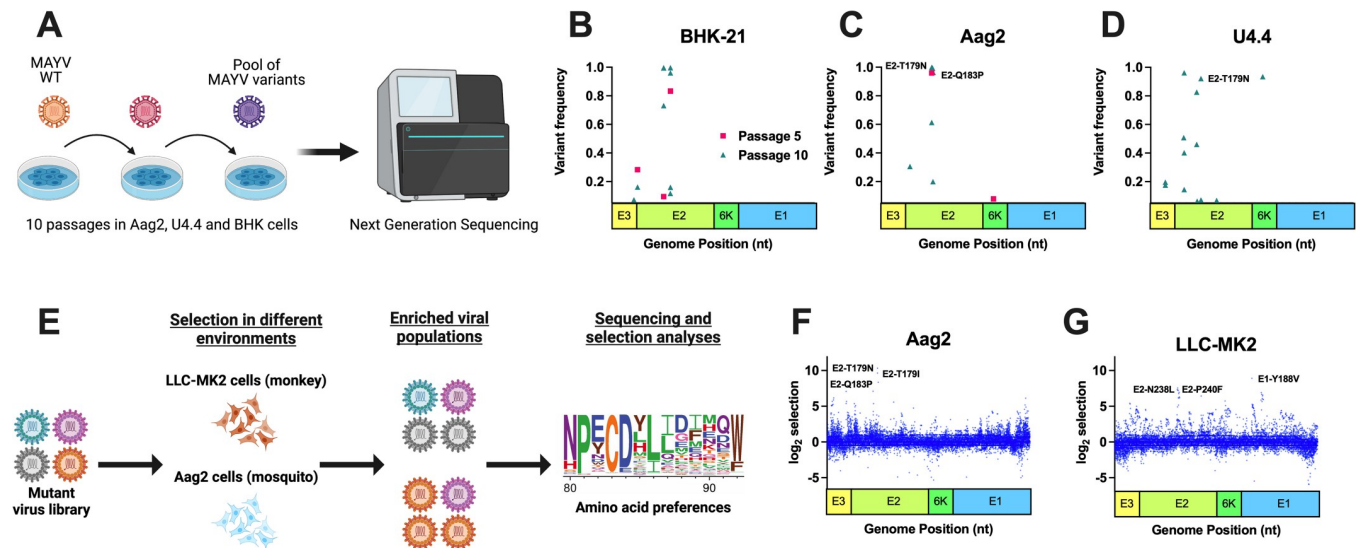 A
MAYV
WT
Pool of
MAYV variants
10 passages in Aag2, U4.4 and BHK cells
Next Generation Sequencing
B
BHK-21
Variant frequency
1.0
0.8
0.6
0.4
0.2
Passage 5
Passage 10
E3
E2
6K
E1
Genome Position (nt)
C
Aag2
Variant frequency
1.0
0.8
0.6
0.4
0.2
E2-T179N
E2-Q183P
E3
E2
6K
E1
Genome Position (nt)
D
U4.4
Variant frequency
1.0
0.8
0.6
0.4
0.2
E2-T179N
E3
E2
6K
E1
Genome Position (nt)
E
Selection in different
environments
LLC-MK2 cells (monkey)
Aag2 cells (mosquito)
Mutant
virus library
Enriched viral
populations
Sequencing and
selection analyses
80
90
Amino acid preferences
F
Aag2
log2 selection
10
5
0
-5
E2-T179N
E2-T179I
E2-Q183P
E3
E2
6K
E1
Genome Position (nt)
G
LLC-MK2
log2 selection
10
5
0
-5
E2-N238L
E2-P240F
E1-Y188V
E3
E2
6K
E1
Genome Position (nt)